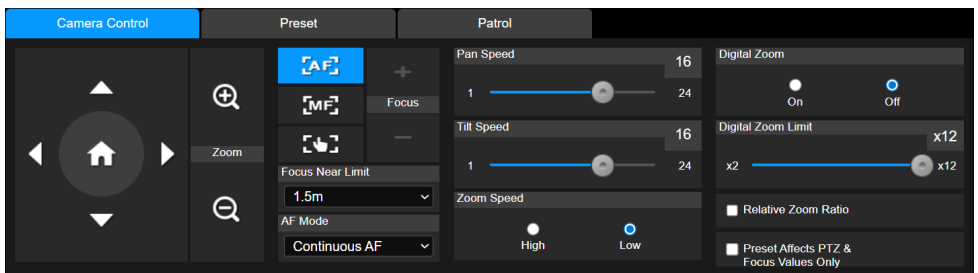 Camera Control
Preset
Patrol
Zoom
AF
MF
Focus
Focus Near Limit
1.5m
AF Mode
Continuous AF
Pan Speed
16
1
24
Tilt Speed
16
1
24
Zoom Speed
High
Low
Digital Zoom
On
Off
Digital Zoom Limit
x12
x2
x12
Relative Zoom Ratio
Preset Affects PTZ &
Focus Values Only